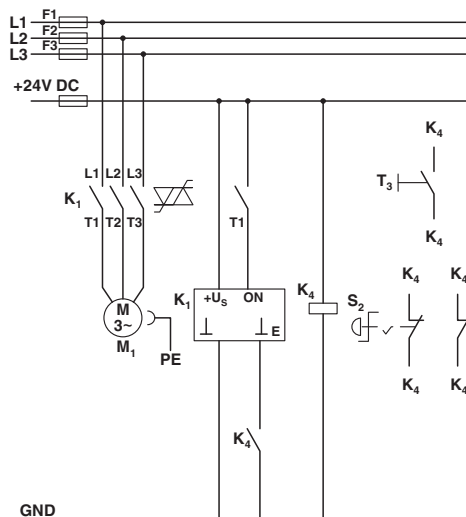 L1 F1
L2 F2
L3 F3
+24V DC
K4
L1 L2 L3
K1
T3
T1 T2 T3
T1
K4
K1 +Us ON
K4
S2
K4 K4
M
3~
⊥ ⊥ E
M1
PE
K4 K4
K4
GND